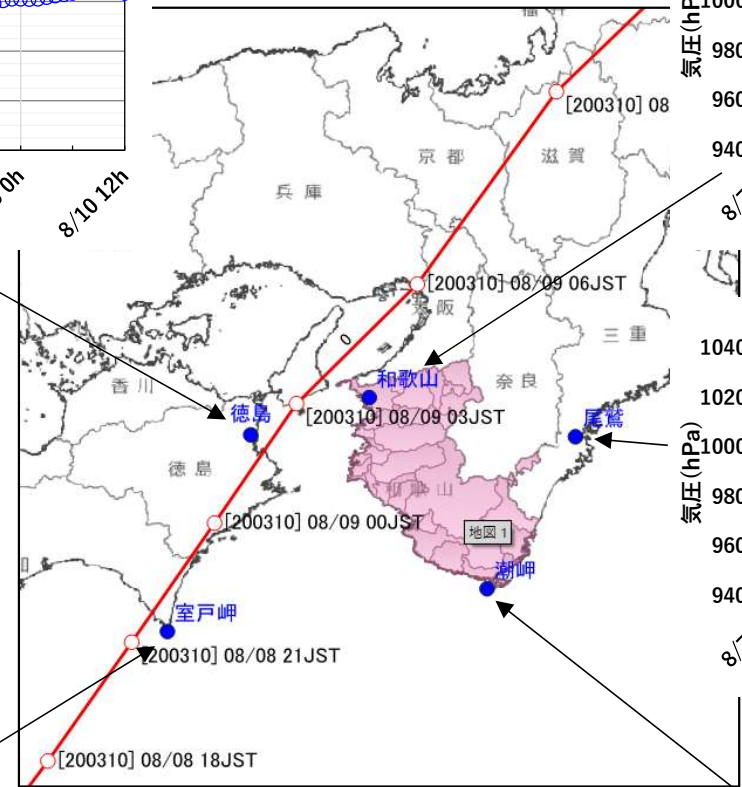 0h
8/10 12h
気圧(hPa)
1000
980
960
940
8/
[200310] 08
京都
滋賀
兵庫
[200310] 08/09 06JST
阪
三重
1040
1020
1000
980
960
940
気圧(hPa)
8/
香川
和歌山
奈良
徳島
[200310] 08/09 03JST
尾鷲
徳島
和歌山
[200310] 08/09 00JST
地図 1
潮岬
室戸岬
[200310] 08/08 21JST
[200310] 08/08 18JST